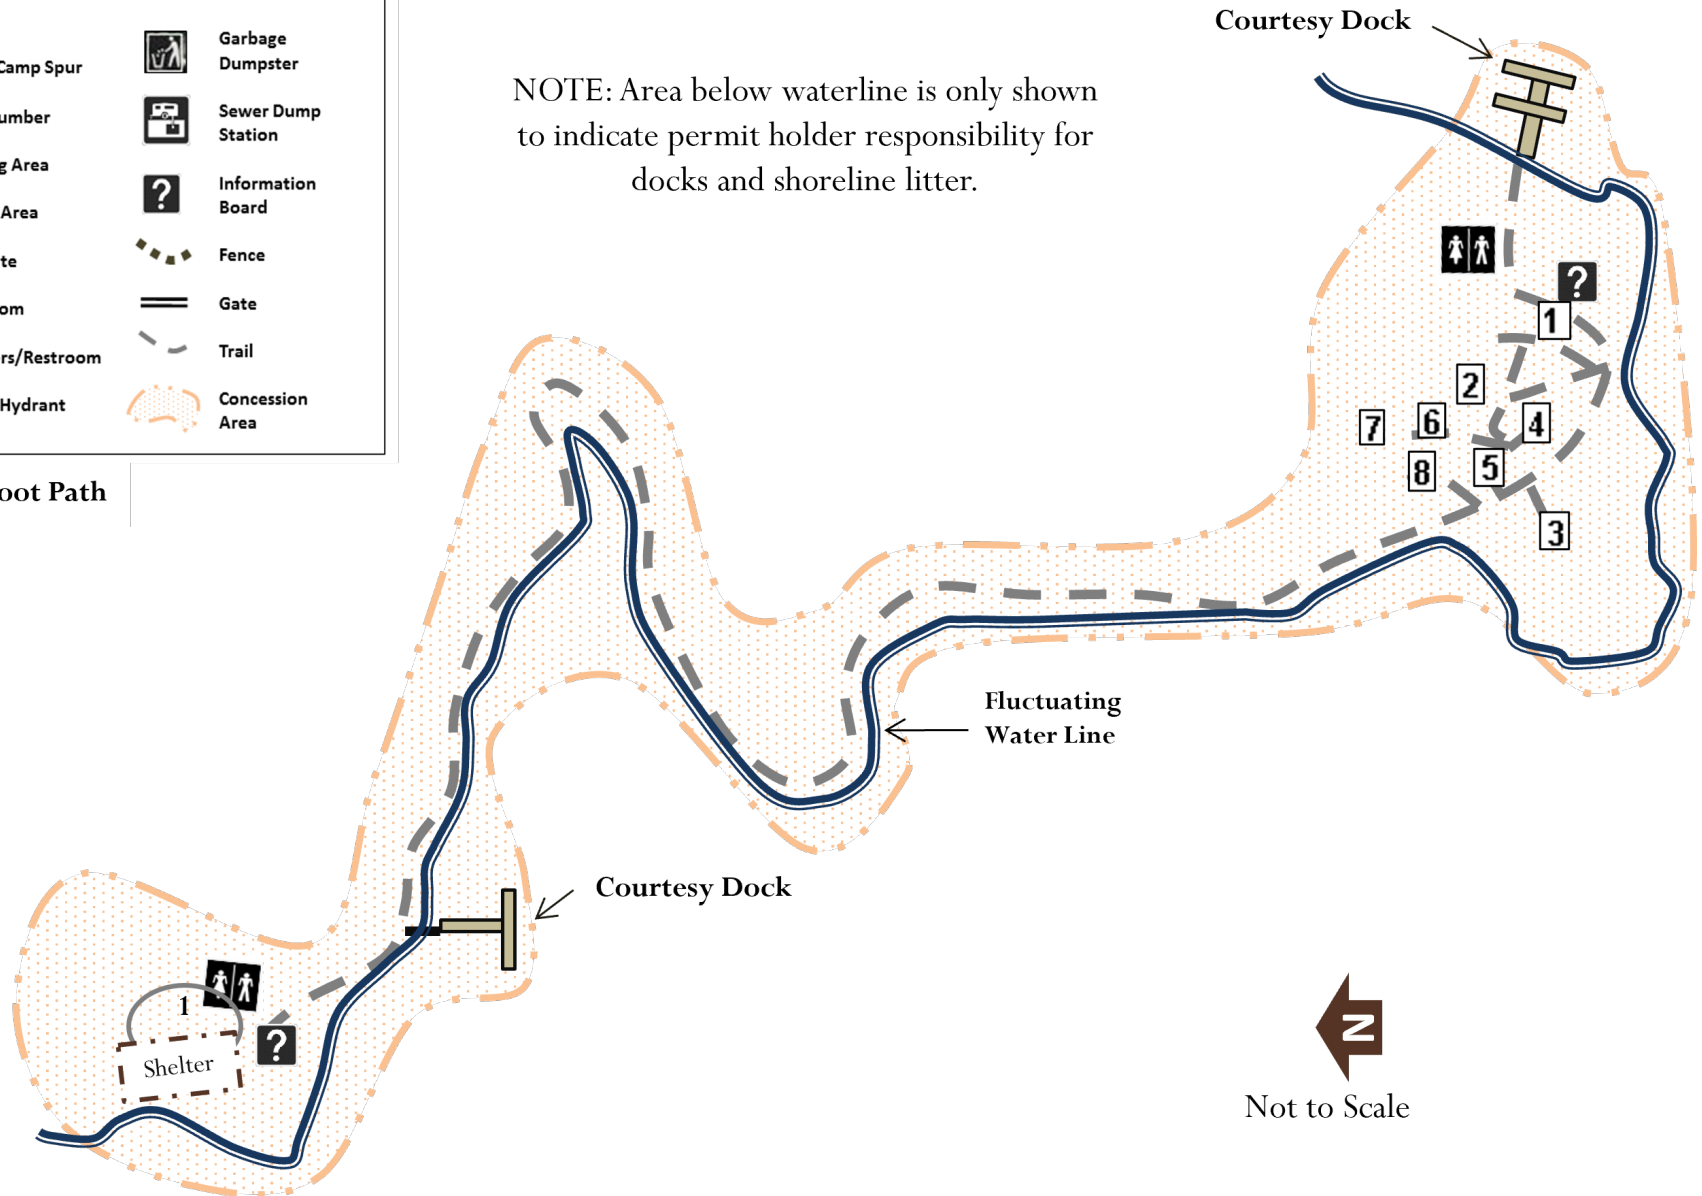 Courtesy Dock
Garbage
Dumpster
Camp Spur
Sewer Dump
Station
umber
g Area
Information
Board
Area
Fence
te
Gate
om
Trail
rs/Restroom
Concession
Area
Hydrant
oot Path
NOTE: Area below waterline is only shown
to indicate permit holder responsibility for
docks and shoreline litter.
?
?
1
2
7
6
4
8
5
3
Fluctuating
Water Line
Courtesy Dock
1
?
Shelter
N
Not to Scale